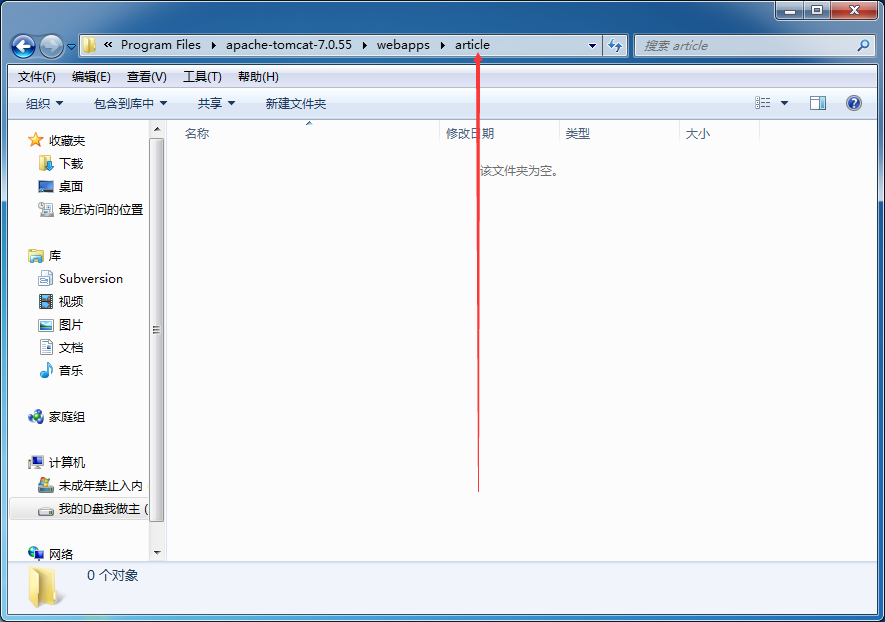 « Program Files apache-tomcat-7.0.55 webapps article 搜索 article
文件(F) 编辑(E) 查看(V) 工具(T) 帮助(H)
组织 包含到库中 共享 新建文件夹
名称 修改日期 类型 大小
该文件夹为空。
收藏夹
下载
桌面
最近访问的位置
库
Subversion
视频
图片
文档
音乐
家庭组
计算机
未成年禁止入内
我的D盘我做主 (
网络
0 个对象